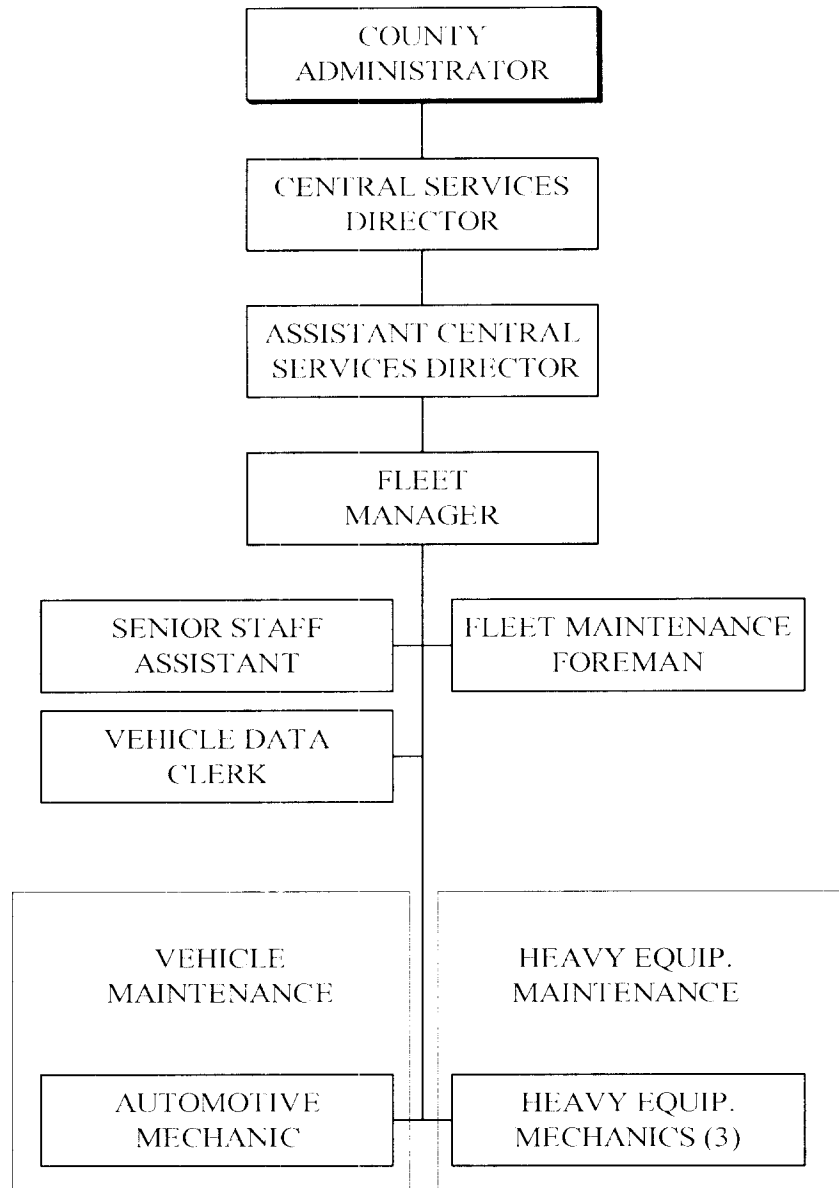 COUNTY
ADMINISTRATOR
CENTRAL SERVICES
DIRECTOR
ASSISTANT CENTRAL
SERVICES DIRECTOR
FLEET
MANAGER
SENIOR STAFF
ASSISTANT
FLEET MAINTENANCE
FOREMAN
VEHICLE DATA
CLERK
VEHICLE
MAINTENANCE
HEAVY EQUIP.
MAINTENANCE
AUTOMOTIVE
MECHANIC
HEAVY EQUIP.
MECHANICS (3)